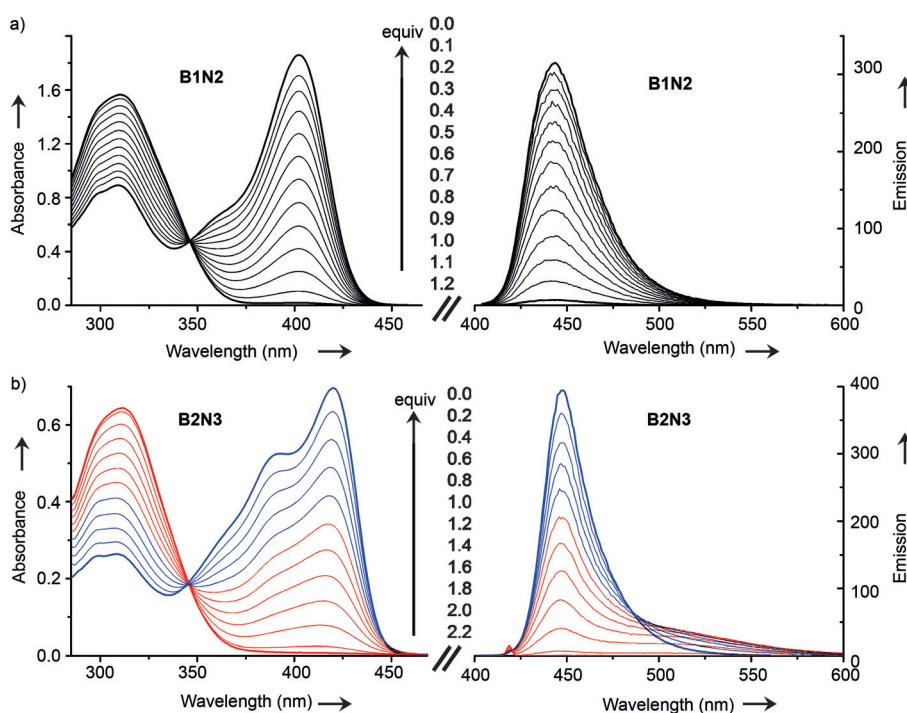 a)
equiv
0.0
0.1
0.2
0.3
0.4
0.5
0.6
0.7
0.8
0.9
1.0
1.1
1.2
B1N2
Absorbance
1.6
1.2
0.8
0.4
0.0
300 350 400 450
Wavelength (nm)
B1N2
Emission
300
200
100
0
400 450 500 550 600
Wavelength (nm)
b)
equiv
0.0
0.2
0.4
0.6
0.8
1.0
1.2
1.4
1.6
1.8
2.0
2.2
B2N3
Absorbance
0.6
0.4
0.2
0.0
300 350 400 450
Wavelength (nm)
B2N3
Emission
400
300
200
100
0
400 450 500 550 600
Wavelength (nm)